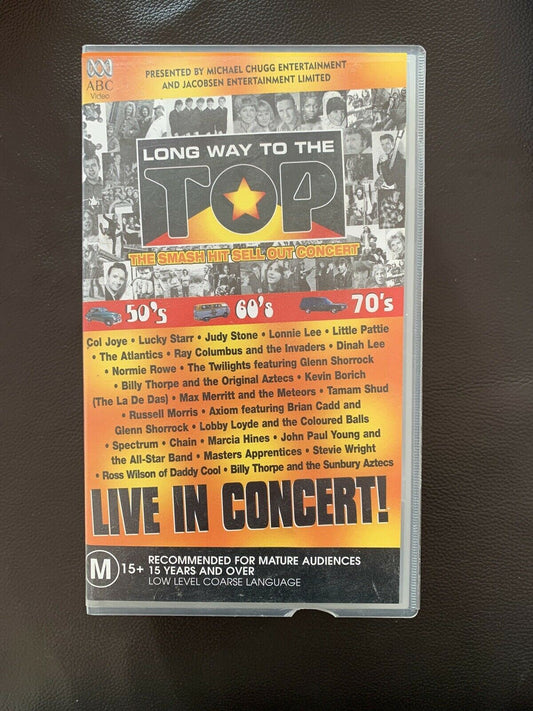 ABC
Video
PRESENTED BY MICHAEL CHUGG ENTERTAINMENT
AND JACOBSEN ENTERTAINMENT LIMITED
LONG WAY TO THE
TOP
THE SMASH HIT SELL OUT CONCERT
50's 60's 70's
Col Joye • Lucky Starr • Judy Stone • Lonnie Lee • Little Pattie
• The Atlantics • Ray Columbus and the Invaders • Dinah Lee
• Normie Rowe • The Twilights featuring Glenn Shorrock
• Billy Thorpe and the Original Aztecs • Kevin Borich
(The La De Das) • Max Merritt and the Meteors • Tamam Shud
• Russell Morris • Axiom featuring Brian Cadd and
Glenn Shorrock • Lobby Loyde and the Coloured Balls
• Spectrum • Chain • Marcia Hines • John Paul Young and
the All-Star Band • Masters Apprentices • Stevie Wright
• Ross Wilson of Daddy Cool • Billy Thorpe and the Sunbury Aztecs
LIVE IN CONCERT!
M 15+
RECOMMENDED FOR MATURE AUDIENCES
15 YEARS AND OVER
LOW LEVEL COARSE LANGUAGE